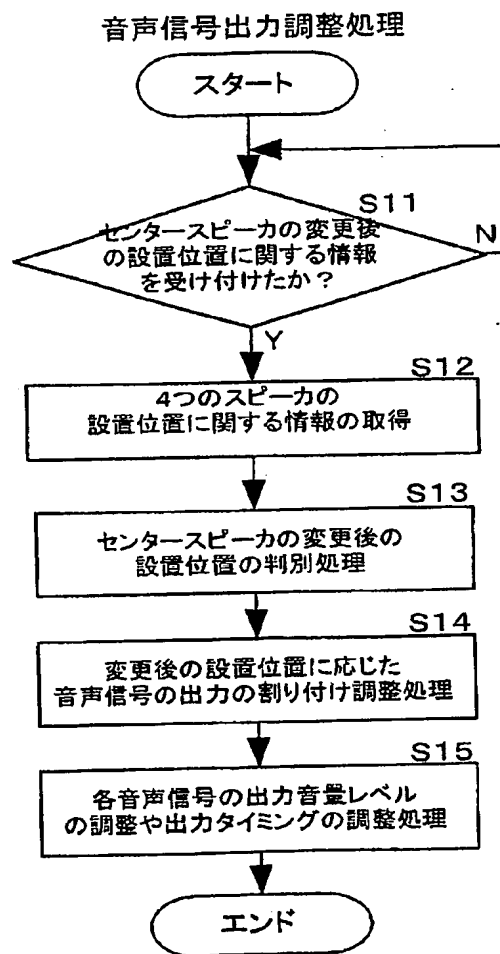 音声信号出力調整処理
スタート
S11
センタースピーカの変更後
の設置位置に関する情報
を受け付けたか？
N
Y
S12
4つのスピーカの
設置位置に関する情報の取得
S13
センタースピーカの変更後の
設置位置の判別処理
S14
変更後の設置位置に応じた
音声信号の出力の割り付け調整処理
S15
各音声信号の出力音量レベル
の調整や出力タイミングの調整処理
エンド